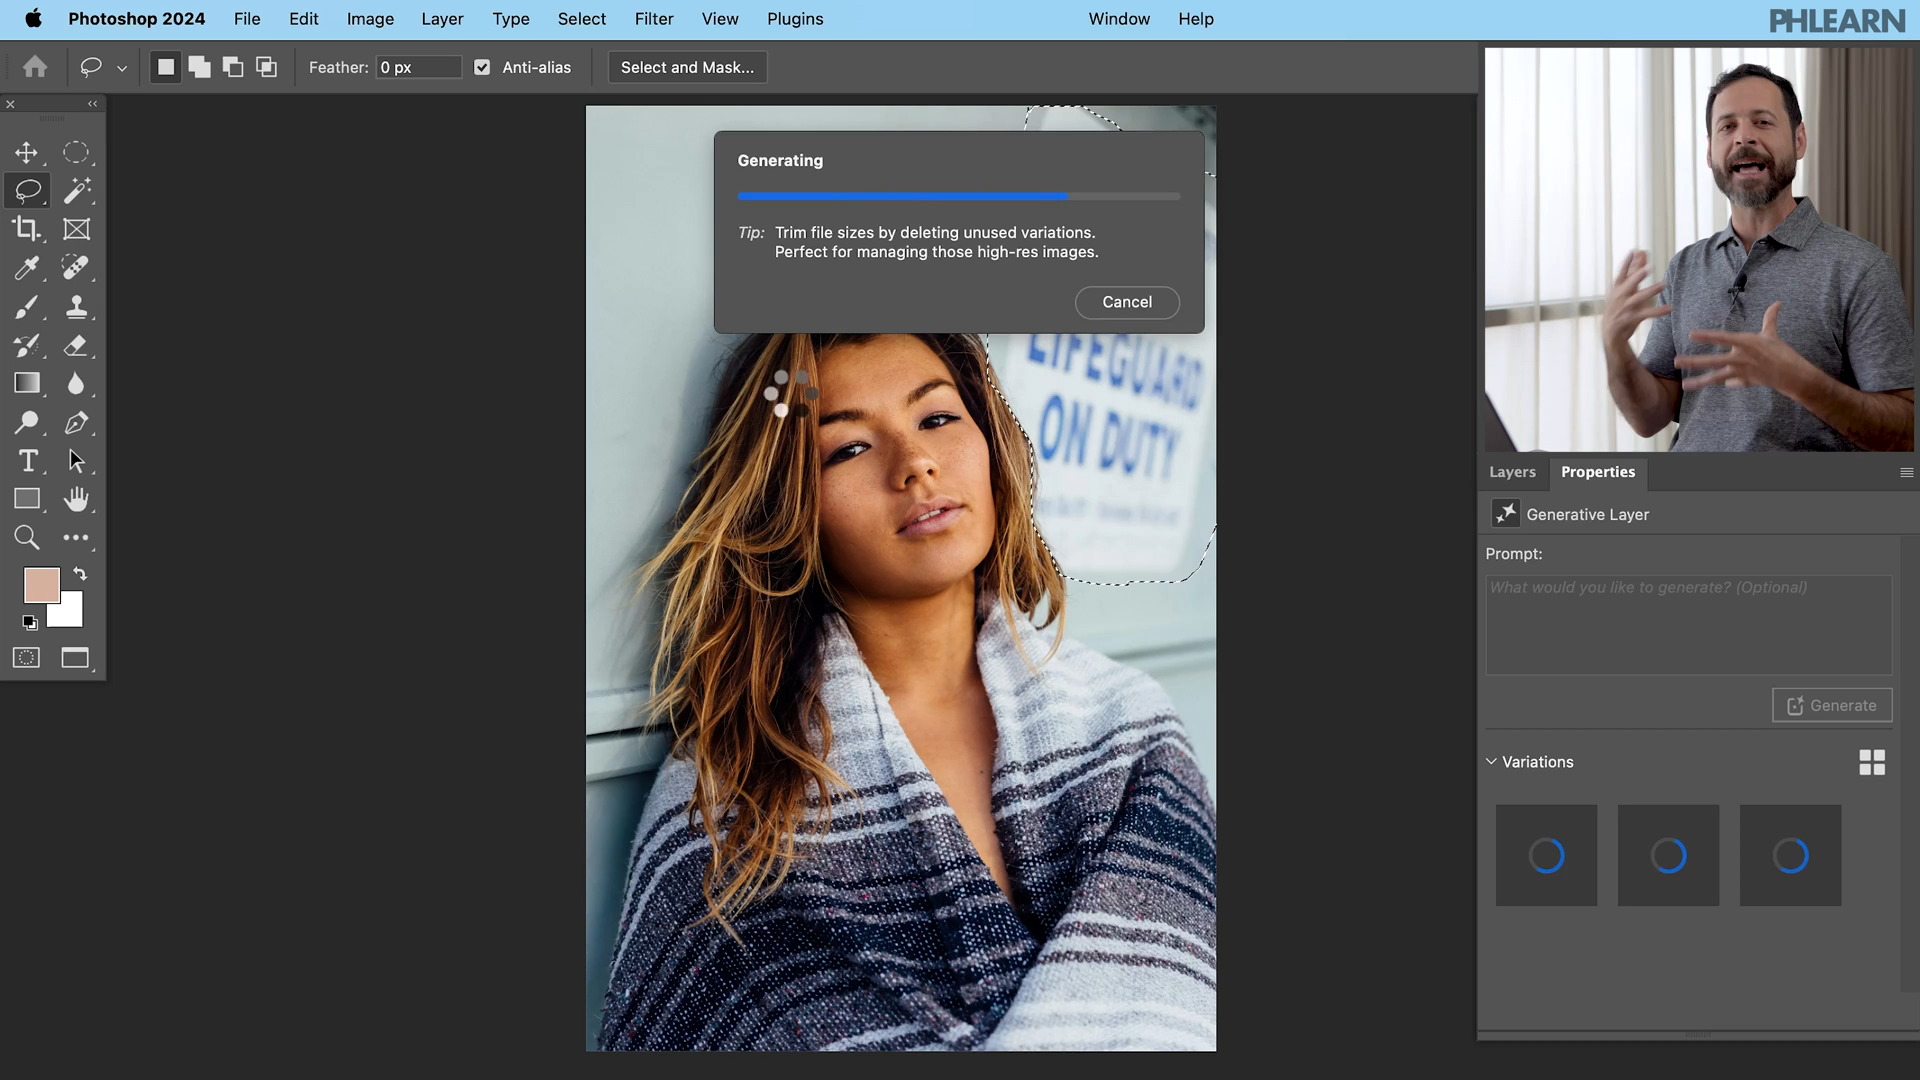 Photoshop 2024 File Edit Image Layer Type Select Filter View Plugins Window Help
PHLEARN
Feather: 0 px Anti-alias Select and Mask...
Generating
Tip: Trim file sizes by deleting unused variations.
Perfect for managing those high-res images.
Cancel
LIFEGUARD
ON DUTY
Layers Properties
Generative Layer
Prompt:
What would you like to generate? (Optional)
Generate
Variations